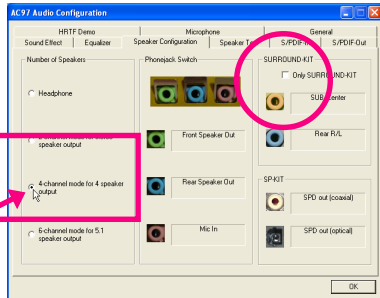 AC97 Audio Configuration
HRTF Demo
Microphone
General
Sound Effect
Equalizer
Speaker Configuration
Speaker
S/PDIF-In
S/PDIF-Out
Number of Speakers
Headphone
speaker output
4-channel mode for 4 speaker
output
6-channel mode for 5.1
speaker output
Phonejack Switch
Front Speaker Out
Rear Speaker Out
Mic In
SURROUND-KIT
Only SURROUND-KIT
Center
Rear R/L
SP-KIT
SPD out (coaxial)
SPD out (optical)
OK